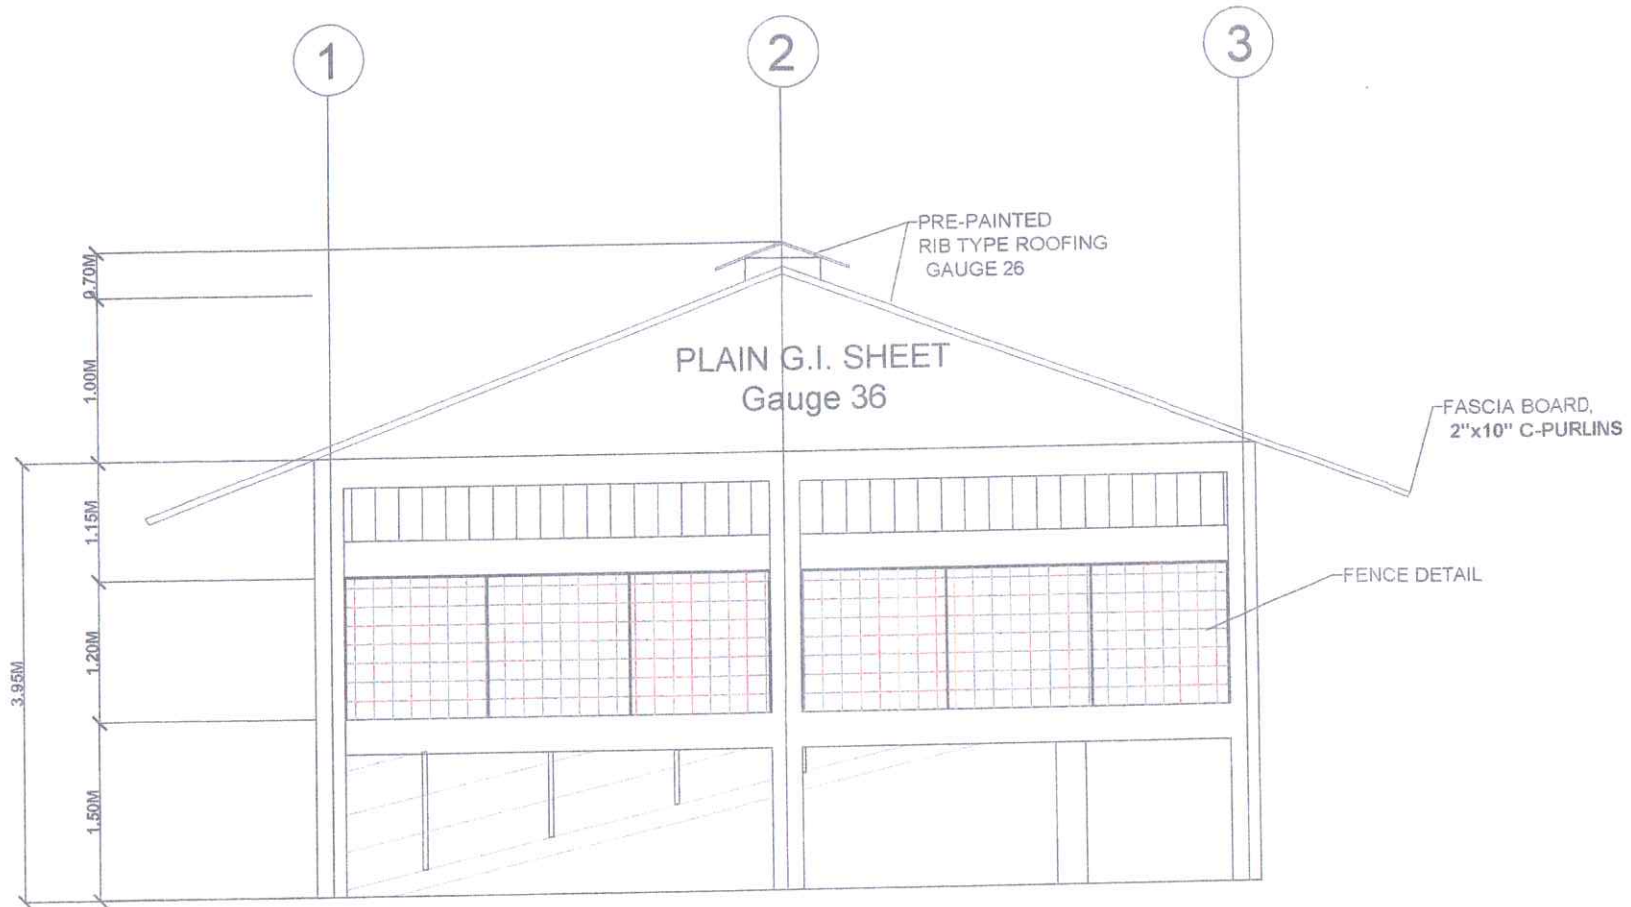 1
2
3
PRE-PAINTED
RIB TYPE ROOFING
GAUGE 26
0.70M
1.00M
PLAIN G.I. SHEET
Gauge 36
FASCIA BOARD,
2"x10" C-PURLINS
1.15M
FENCE DETAIL
1.20M
3.95M
1.50M